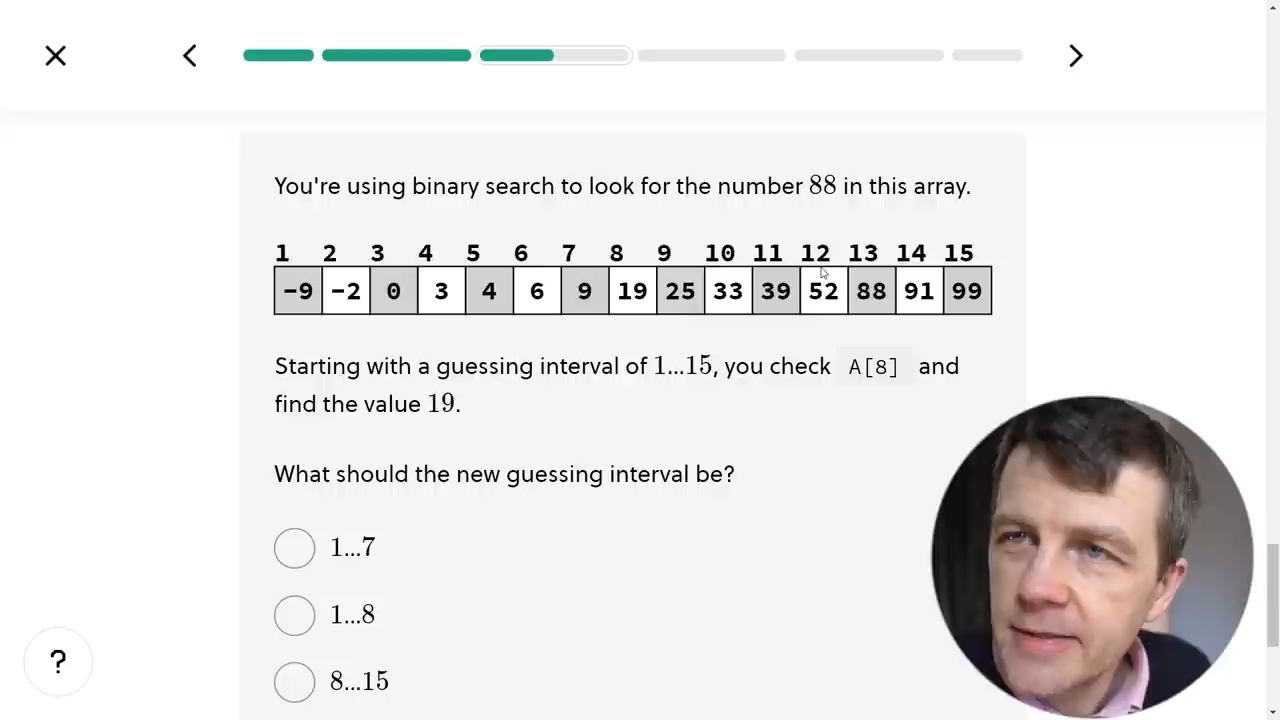 You're using binary search to look for the number 88 in this array.
1 2 3 4 5 6 7 8 9 10 11 12 13 14 15
−9 −2 0 3 4 6 9 19 25 33 39 52 88 91 99
Starting with a guessing interval of 1...15, you check A[8] and
find the value 19.
What should the new guessing interval be?
1...7
1...8
8...15
?